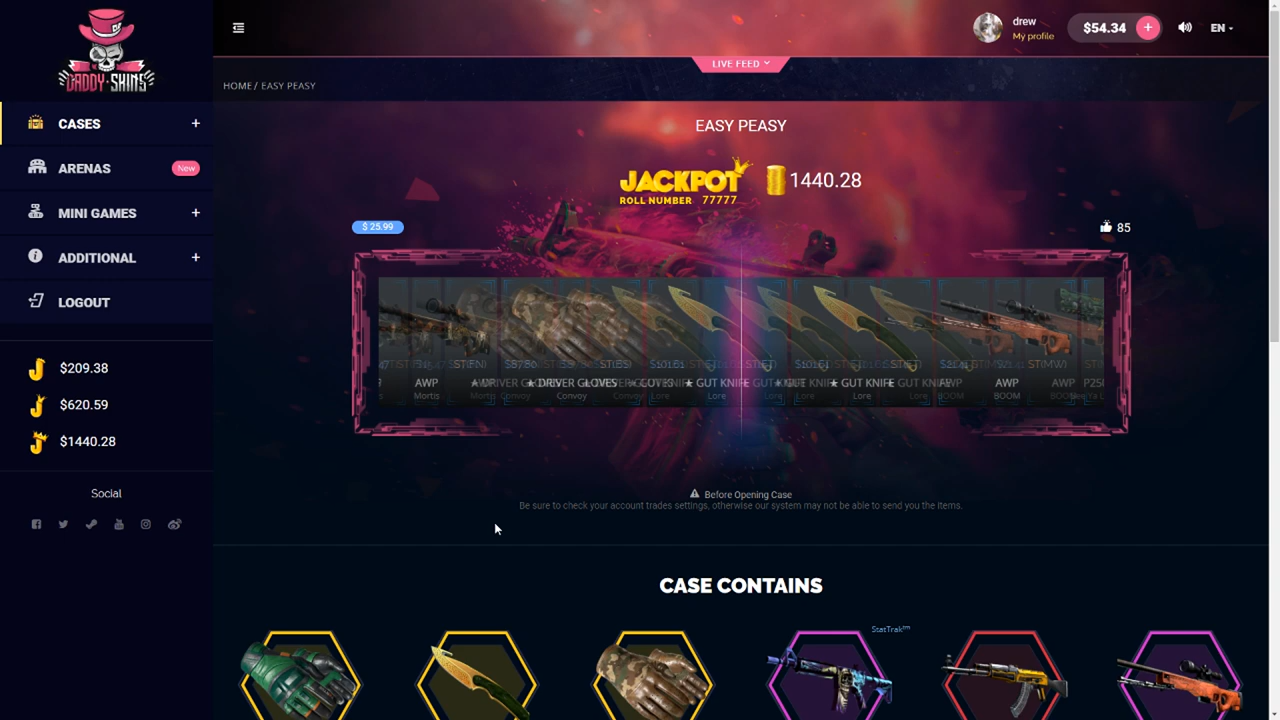 DADDY SKINS
drew
My profile
$54.34
EN
LIVE FEED
HOME / EASY PEASY
CASES
ARENAS
New
MINI GAMES
ADDITIONAL
LOGOUT
$209.38
$620.59
$1440.28
Social
EASY PEASY
JACKPOT
ROLL NUMBER 77777
1440.28
$ 25.99
85
AWP
Mortis
Convoy
★ GUT KNIFE
Lore
★ GUT KNIFE
Lore
AWP
BOOM
ST(MW)
Before Opening Case
Be sure to check your account trades settings, otherwise our system may not be able to send you the items.
CASE CONTAINS
StatTrak™